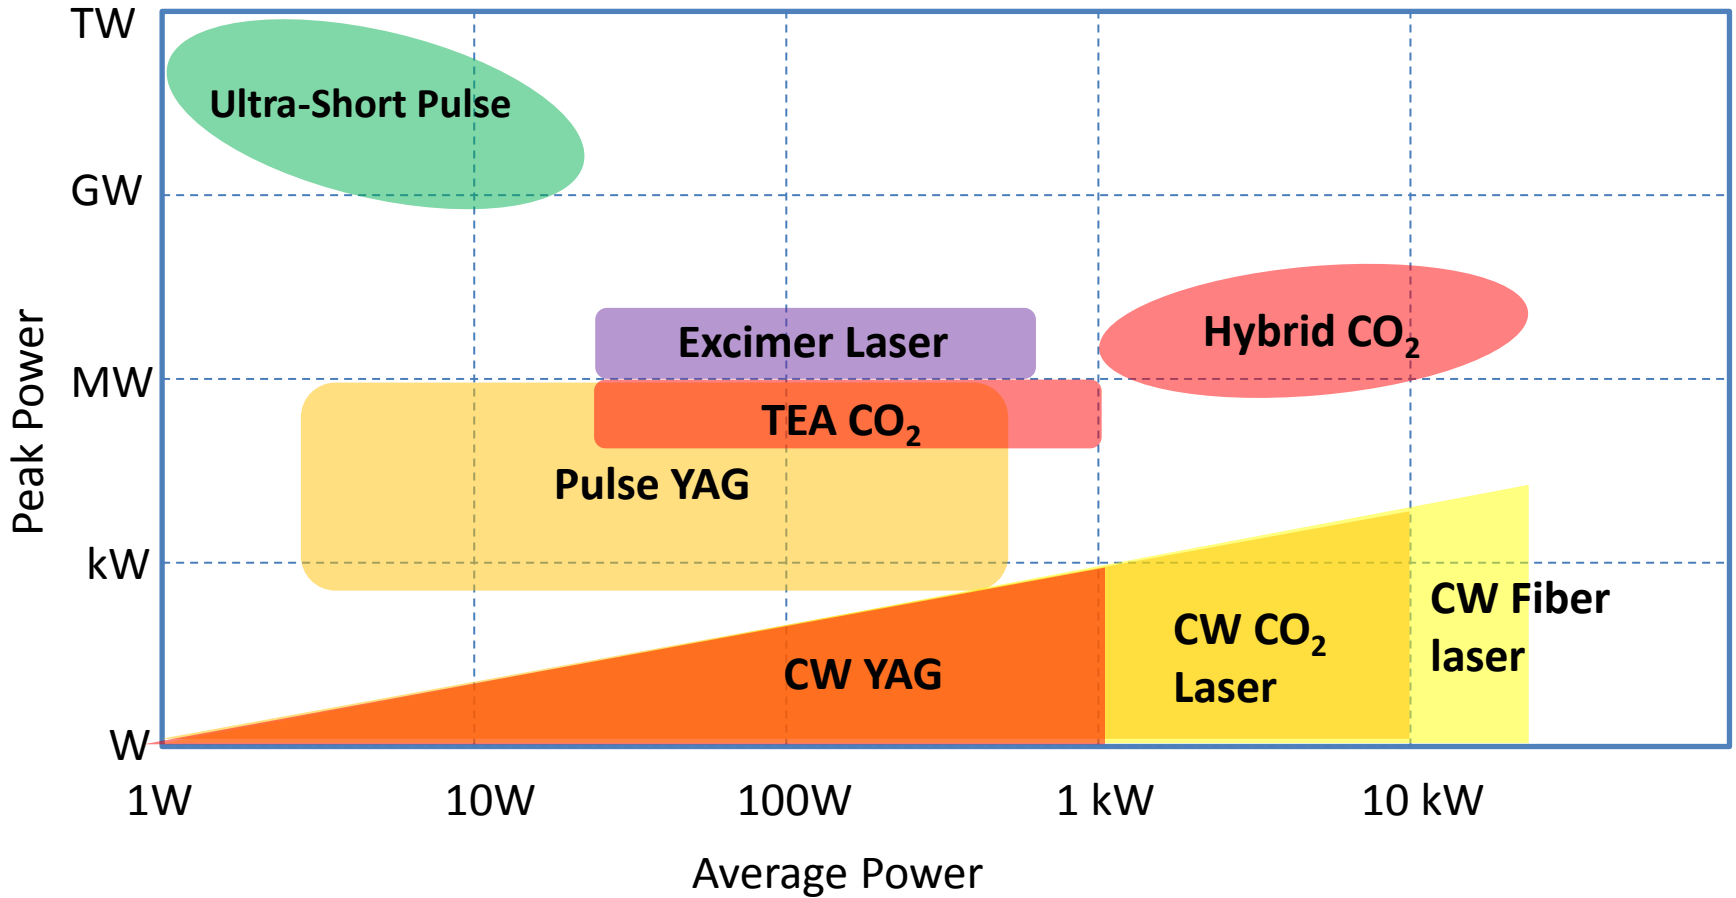 TW
Ultra-Short Pulse
GW
Excimer Laser
Hybrid CO₂
MW
TEA CO₂
Pulse YAG
Peak Power
kW
CW Fiber
laser
CW CO₂
Laser
CW YAG
W
1W
10W
100W
1 kW
10 kW
Average Power